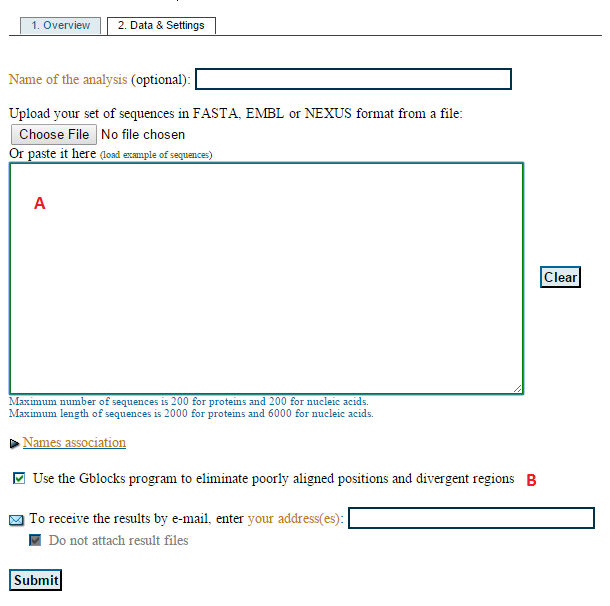 1. Overview 2. Data & Settings
Name of the analysis (optional):
Upload your set of sequences in FASTA, EMBL or NEXUS format from a file:
Choose File No file chosen
Or paste it here (load example of sequences)
A
Clear
Maximum number of sequences is 200 for proteins and 200 for nucleic acids.
Maximum length of sequences is 2000 for proteins and 6000 for nucleic acids.
Names association
Use the Gblocks program to eliminate poorly aligned positions and divergent regions B
To receive the results by e-mail, enter your address(es):
Do not attach result files
Submit